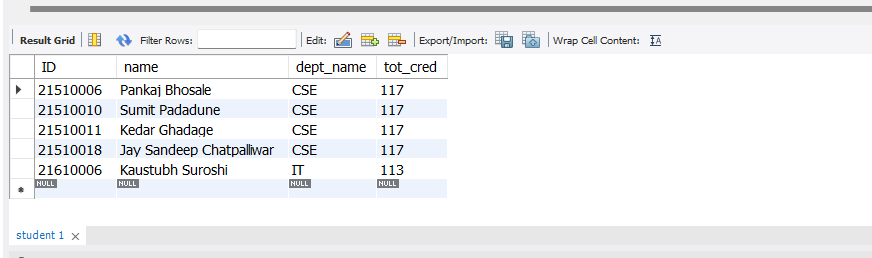 Result Grid Filter Rows: Edit: Export/Import: Wrap Cell Content: IA
ID name dept_name tot_cred
21510006 Pankaj Bhosale CSE 117
21510010 Sumit Padadune CSE 117
21510011 Kedar Ghadage CSE 117
21510018 Jay Sandeep Chatpalliwar CSE 117
21610006 Kaustubh Suroshi IT 113
NULL NULL NULL NULL
student 1